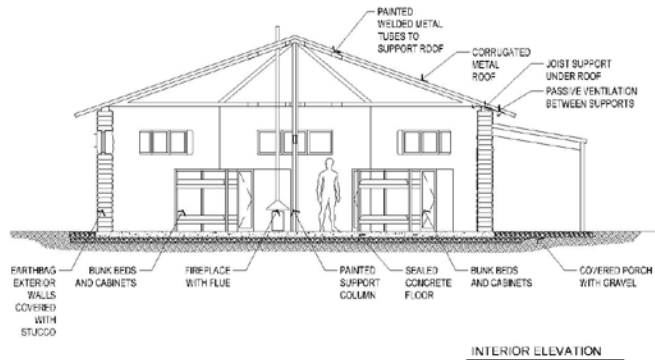 PAINTED
WELDED METAL
TUBES TO
SUPPORT ROOF
CORRUGATED
METAL
ROOF
JOIST SUPPORT
UNDER ROOF
PASSIVE VENTILATION
BETWEEN SUPPORTS
EARTHBAG
EXTERIOR
WALLS
COVERED
WITH
STUCCO
BUNK BEDS
AND CABINETS
FIREPLACE
WITH FLUE
PAINTED
SUPPORT
COLUMN
SEALED
CONCRETE
FLOOR
BUNK BEDS
AND CABINETS
COVERED PORCH
WITH GRAVEL
INTERIOR ELEVATION